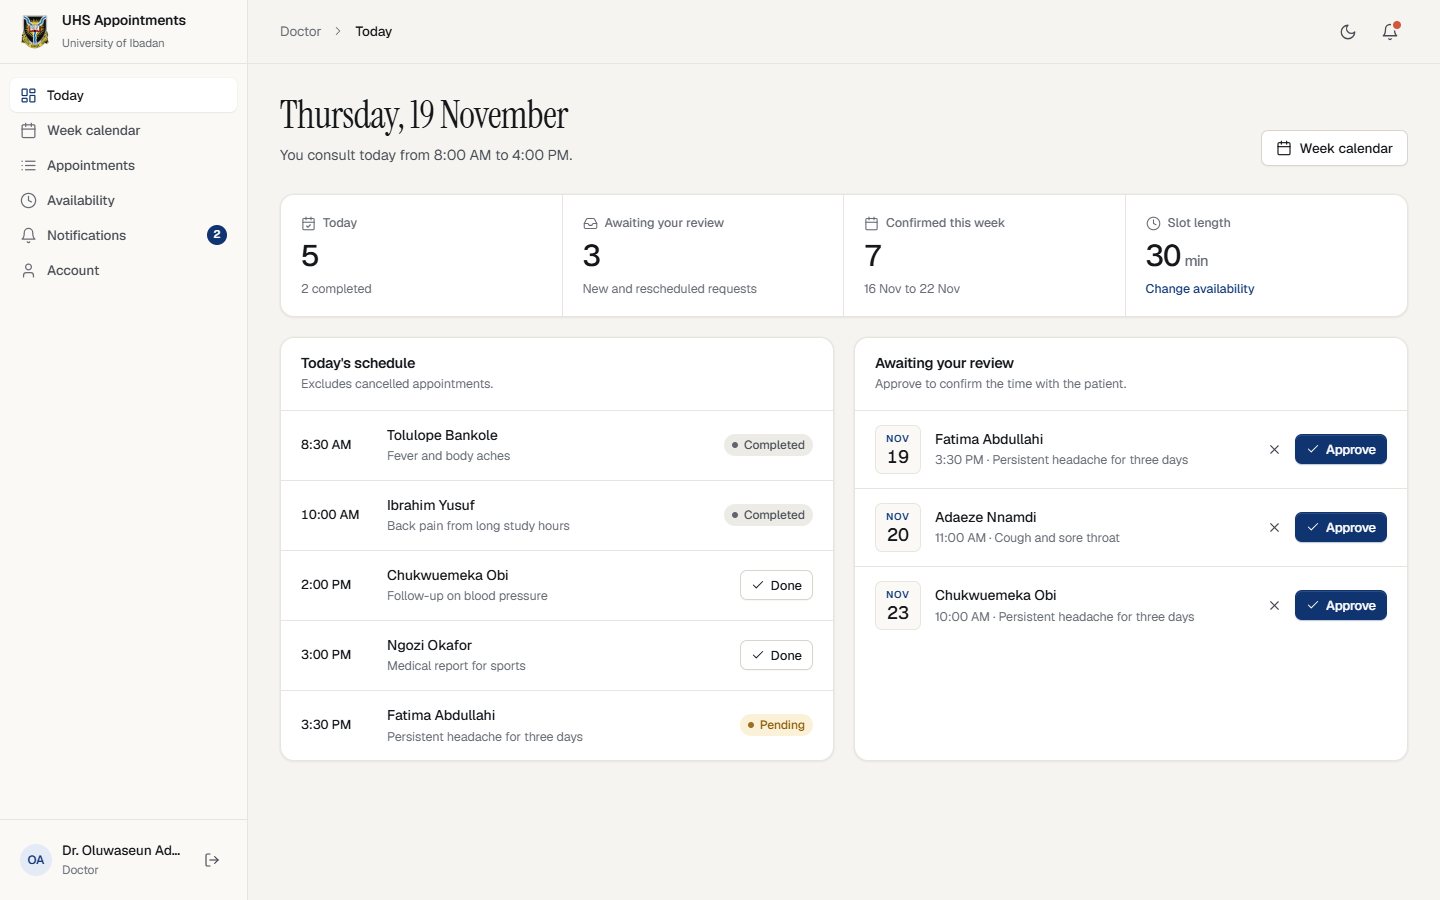 UHS Appointments
University of Ibadan
Today
Week calendar
Appointments
Availability
Notifications
2
Account
Dr. Oluwaseun Ad...
OA
Doctor
Doctor > Today
Thursday, 19 November
You consult today from 8:00 AM to 4:00 PM.
Week calendar
Today
5
2 completed
Awaiting your review
3
New and rescheduled requests
Confirmed this week
7
16 Nov to 22 Nov
Slot length
30 min
Change availability
Today's schedule
Excludes cancelled appointments.
8:30 AM
Tolulope Bankole
Fever and body aches
Completed
10:00 AM
Ibrahim Yusuf
Back pain from long study hours
Completed
2:00 PM
Chukwuemeka Obi
Follow-up on blood pressure
Done
3:00 PM
Ngozi Okafor
Medical report for sports
Done
3:30 PM
Fatima Abdullahi
Persistent headache for three days
Pending
Awaiting your review
Approve to confirm the time with the patient.
NOV
19
Fatima Abdullahi
3:30 PM · Persistent headache for three days
Approve
NOV
20
Adaeze Nnamdi
11:00 AM · Cough and sore throat
Approve
NOV
23
Chukwuemeka Obi
10:00 AM · Persistent headache for three days
Approve